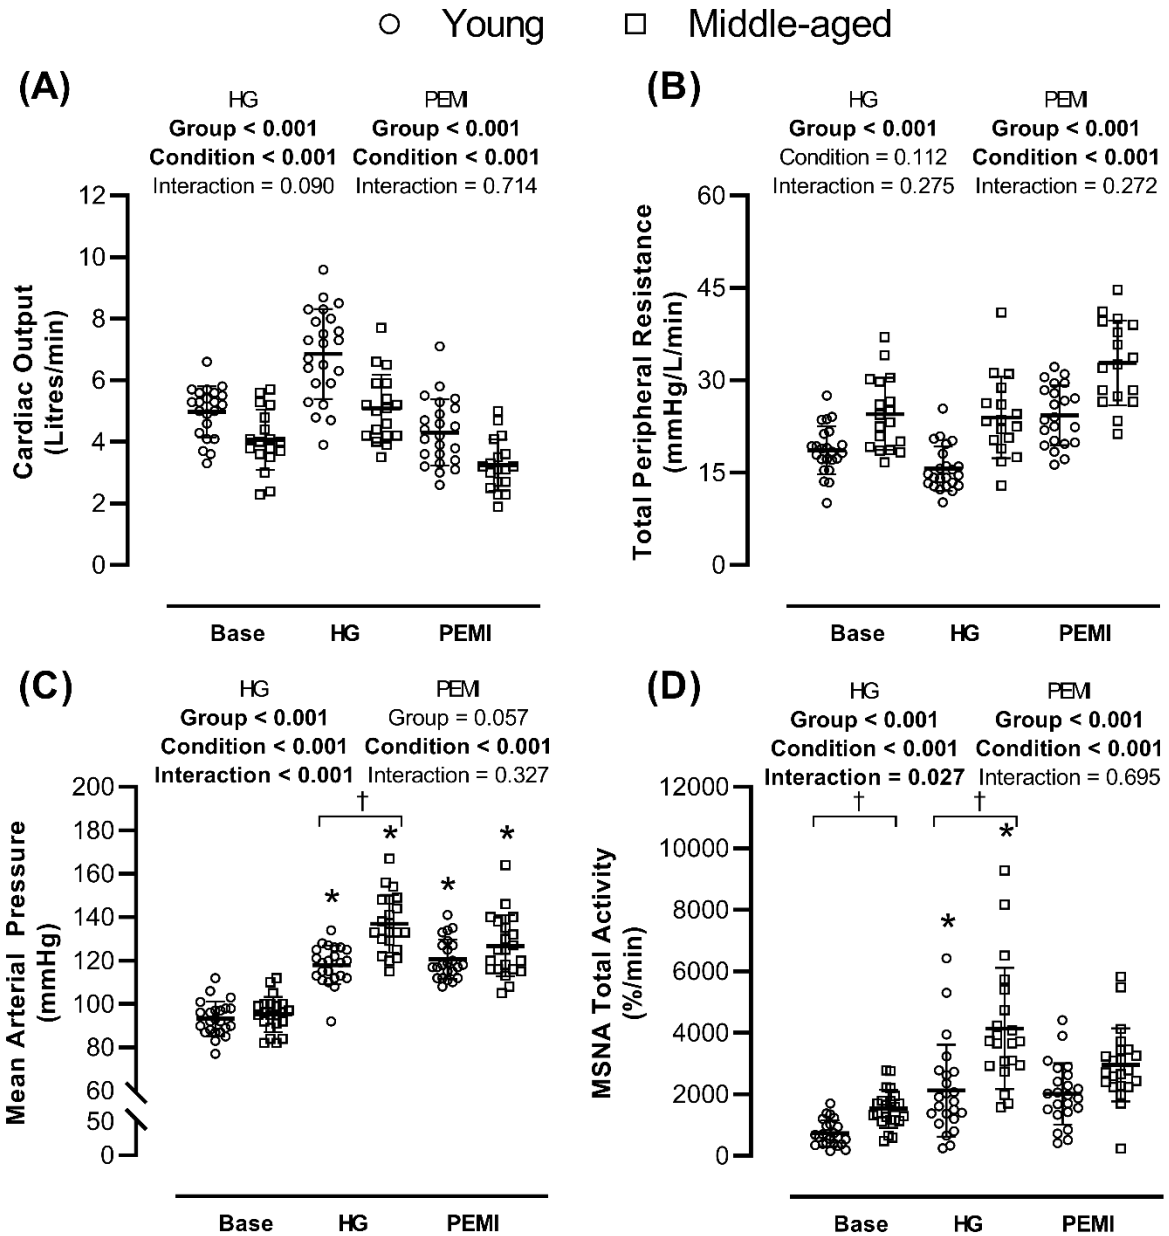 Young Middle-aged
(A)
HG PEMI
Group < 0.001 Group < 0.001
Condition < 0.001 Condition < 0.001
Interaction = 0.090 Interaction = 0.714
Cardiac Output
(Litres/min)
12
10
8
6
4
2
0
Base HG PEMI
(B)
HG PEMI
Group < 0.001 Group < 0.001
Condition = 0.112 Condition < 0.001
Interaction = 0.275 Interaction = 0.272
Total Peripheral Resistance
(mmHg/L/min)
60
45
30
15
0
Base HG PEMI
(C)
HG PEMI
Group < 0.001 Group = 0.057
Condition < 0.001 Condition < 0.001
Interaction < 0.001 Interaction = 0.327
Mean Arterial Pressure
(mmHg)
200
180
160
140
120
100
80
60
50
0
†
* * * *
Base HG PEMI
(D)
HG PEMI
Group < 0.001 Group < 0.001
Condition < 0.001 Condition < 0.001
Interaction = 0.027 Interaction = 0.695
MSNA Total Activity
(%/min)
12000
10000
8000
6000
4000
2000
0
† †
* *
Base HG PEMI